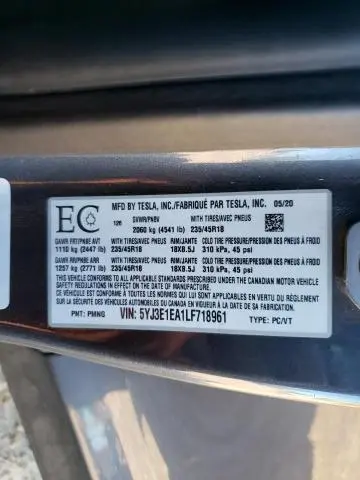 MFD BY TESLA, INC./FABRIQUÉ PAR TESLA, INC. 05/20
EC
120
GVWR/PNBV WITH TIRES/AVEC PNEUS
2060 kg (4541 lb) 235/45R18
GAWR FRT/PNBE AVT WITH TIRES/AVEC PNEUS RIMS/JANTE COLD TIRE PRESSURE/PRESSION DES PNEUS À FROID
1110 kg (2447 lb) 235/45R18 18X8.5J 310 kPa, 45 psi
GAWR RR/PNBE ARR WITH TIRES/AVEC PNEUS RIMS/JANTE COLD TIRE PRESSURE/PRESSION DES PNEUS À FROID
1257 kg (2771 lb) 235/45R18 18X8.5J 310 kPa, 45 psi
THIS VEHICLE CONFORMS TO ALL APPLICABLE STANDARDS PRESCRIBED UNDER THE CANADIAN MOTOR VEHICLE
SAFETY REGULATIONS IN EFFECT ON THE DATE OF MANUFACTURE.
CE VÉHICULE EST CONFORME À TOUTES LES NORMES QUI LUI SONT APPLICABLES EN VERTU DU RÈGLEMENT
SUR LA SÉCURITÉ DES VÉHICULES AUTOMOBILES DU CANADA EN VIGUEUR À LA DATE DE SA FABRICATION.
PNT: PMNG VIN: 5YJ3E1EA1LF718961 TYPE: PC/VT